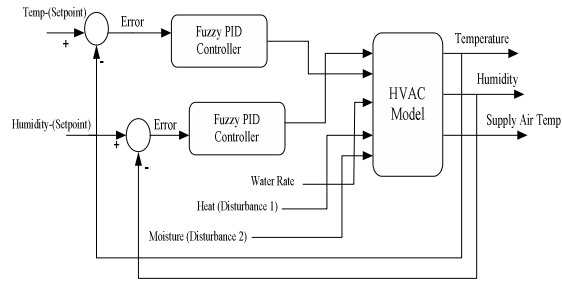 Temp-(Setpoint)
Error
+
-
Fuzzy PID
Controller
Temperature
Humidity
HVAC
Model
Supply Air Temp
Humidity-(Setpoint)
Error
+
-
Fuzzy PID
Controller
Water Rate
Heat (Disturbance 1)
Moisture (Disturbance 2)